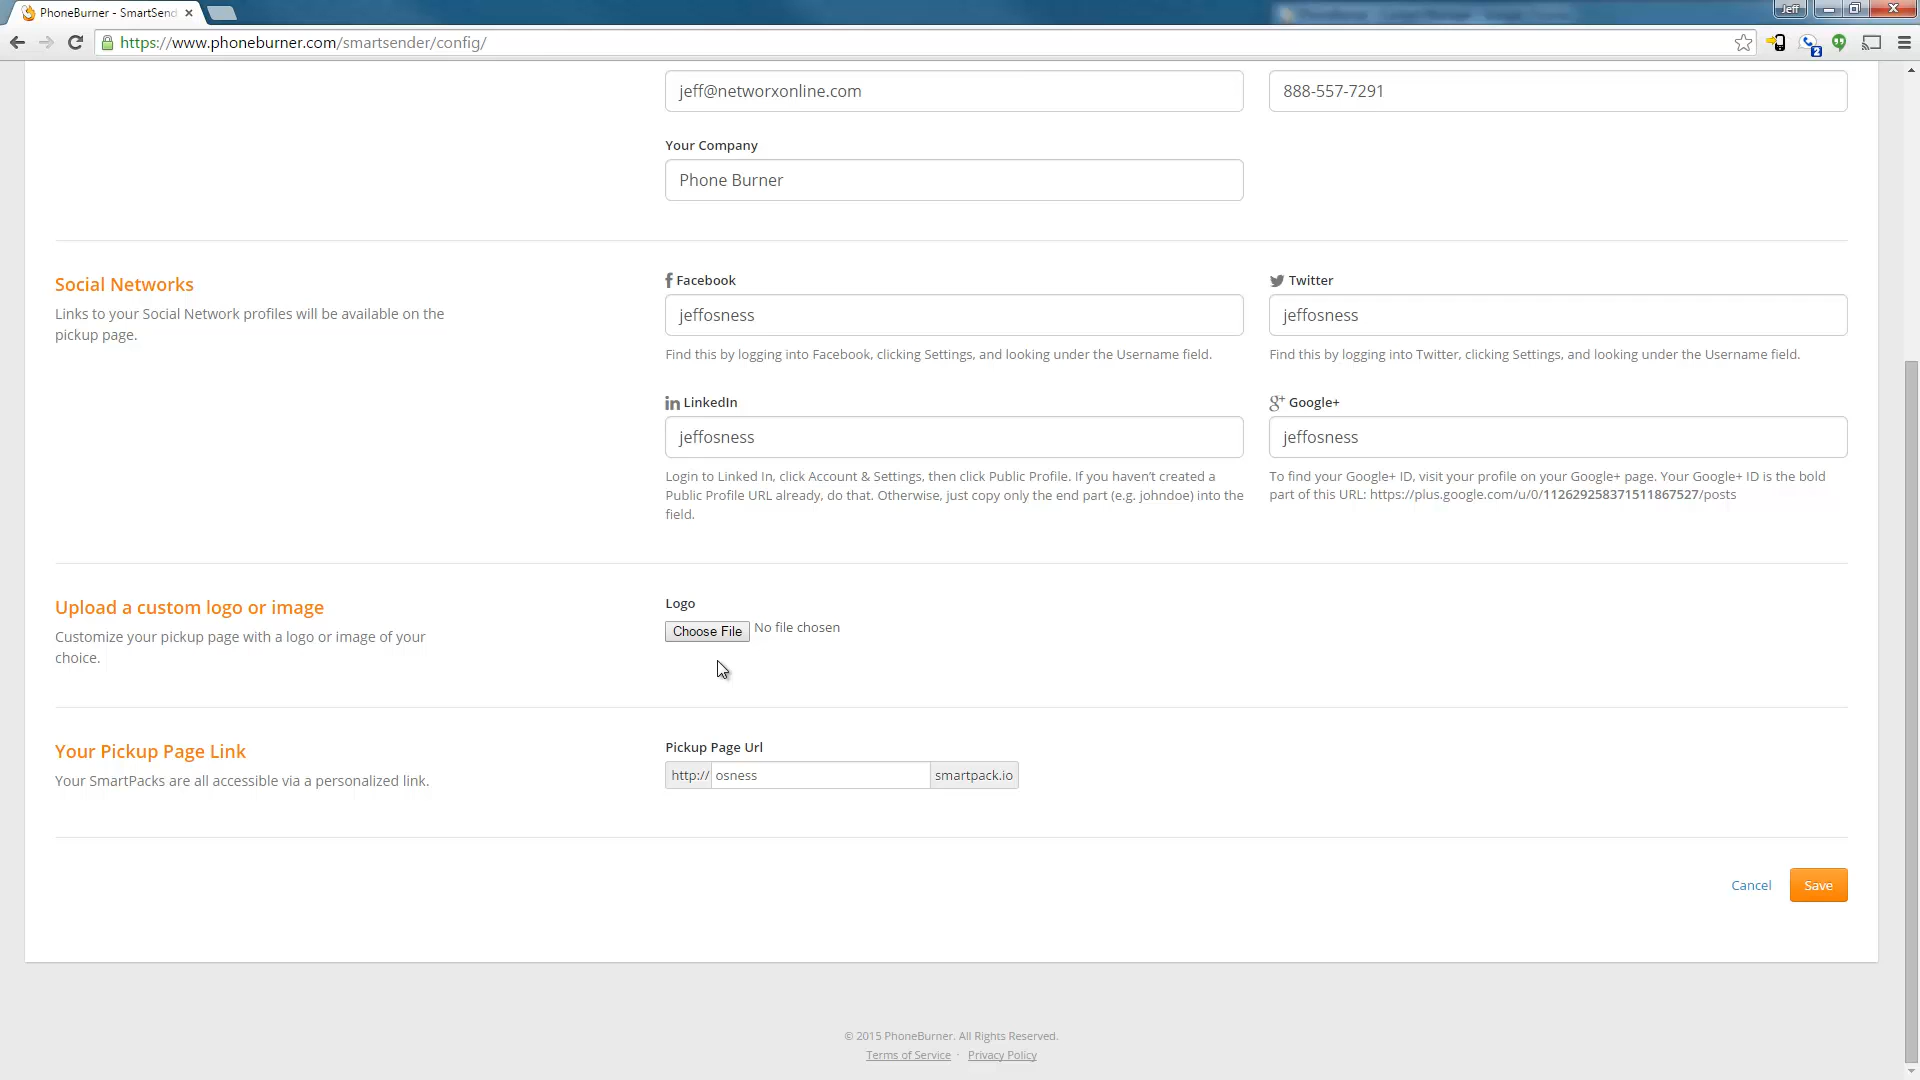 PhoneBurner - SmartSend
Jeff
https://www.phoneburner.com/smartsender/config/
2
jeff@networxonline.com
888-557-7291
Your Company
Phone Burner
Social Networks
Links to your Social Network profiles will be available on the
pickup page.
Facebook
jeffosness
Find this by logging into Facebook, clicking Settings, and looking under the Username field.
Twitter
jeffosness
Find this by logging into Twitter, clicking Settings, and looking under the Username field.
in LinkedIn
jeffosness
Login to Linked In, click Account & Settings, then click Public Profile. If you haven't created a
Public Profile URL already, do that. Otherwise, just copy only the end part (e.g. johndoe) into the
field.
g+ Google+
jeffosness
To find your Google+ ID, visit your profile on your Google+ page. Your Google+ ID is the bold
part of this URL: https://plus.google.com/u/0/112629258371511867527/posts
Upload a custom logo or image
Customize your pickup page with a logo or image of your
choice.
Logo
Choose File No file chosen
Your Pickup Page Link
Your SmartPacks are all accessible via a personalized link.
Pickup Page Url
http:// osness smartpack.io
Cancel
Save
© 2015 PhoneBurner. All Rights Reserved.
Terms of Service · Privacy Policy